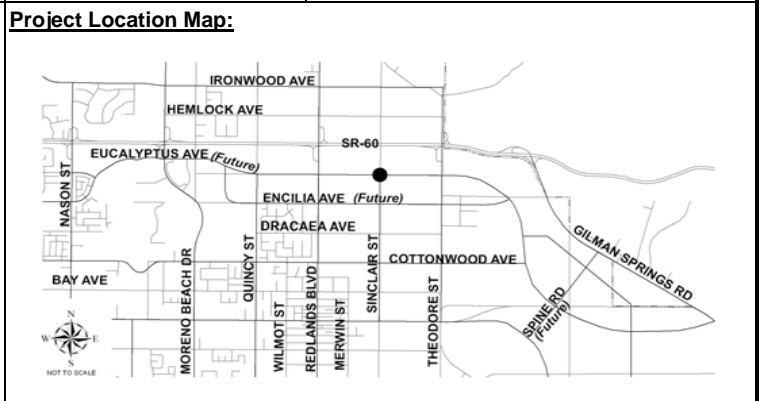 Project Location Map:
IRONWOOD AVE
HEMLOCK AVE
SR-60
EUCALYPTUS AVE (Future)
NASON ST
ENCILIA AVE (Future)
DRACAEA AVE
MORENO BEACH DR
QUINCY ST
WILMOT ST
REDLANDS BLVD
MERWIN ST
SINCLAIR ST
COTTONWOOD AVE
THEODORE ST
GILMAN SPRINGS RD
SPINE RD
(Future)
BAY AVE
N
W E
S
NOT TO SCALE